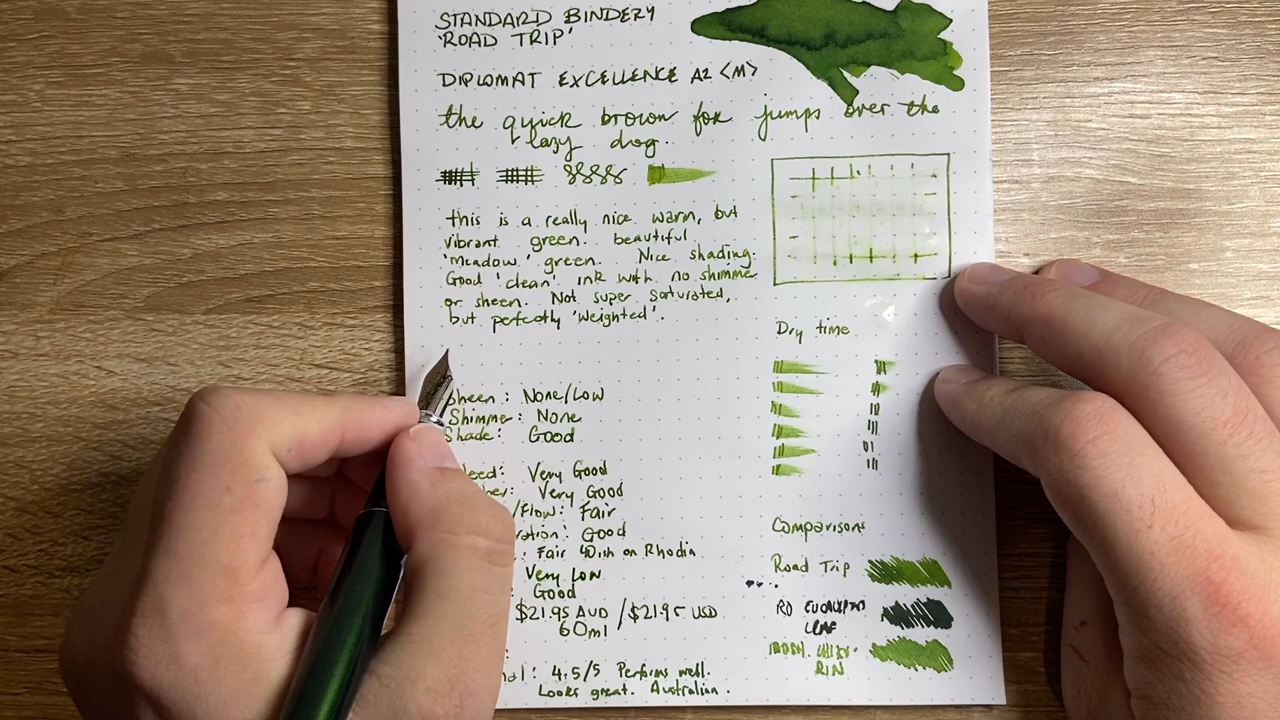 STANDARD BINDERY
'ROAD TRIP'
DIPLOMAT EXCELLENCE A2 <M>
the quick brown fox jumps over the
lazy dog.
this is a really nice warm, but
vibrant green. beautiful
'meadow' green. Nice shading.
Good 'clean' ink with no shimmer
or sheen. Not super saturated,
but perfectly 'weighted'.
Dry time
Sheen: None/Low
Shimmer: None
Shade: Good
Very Good
Very Good
/Flow: Fair
Good
: Fair 40ish on Rhodia
Very Low
: Good
$21.95 AUD / $21.95 USD
60ml
: 4.5/5 Performs well.
Looks great. Australian.
Comparisons
Road Trip
RO EUCALYPTUS
LEAF
RIN